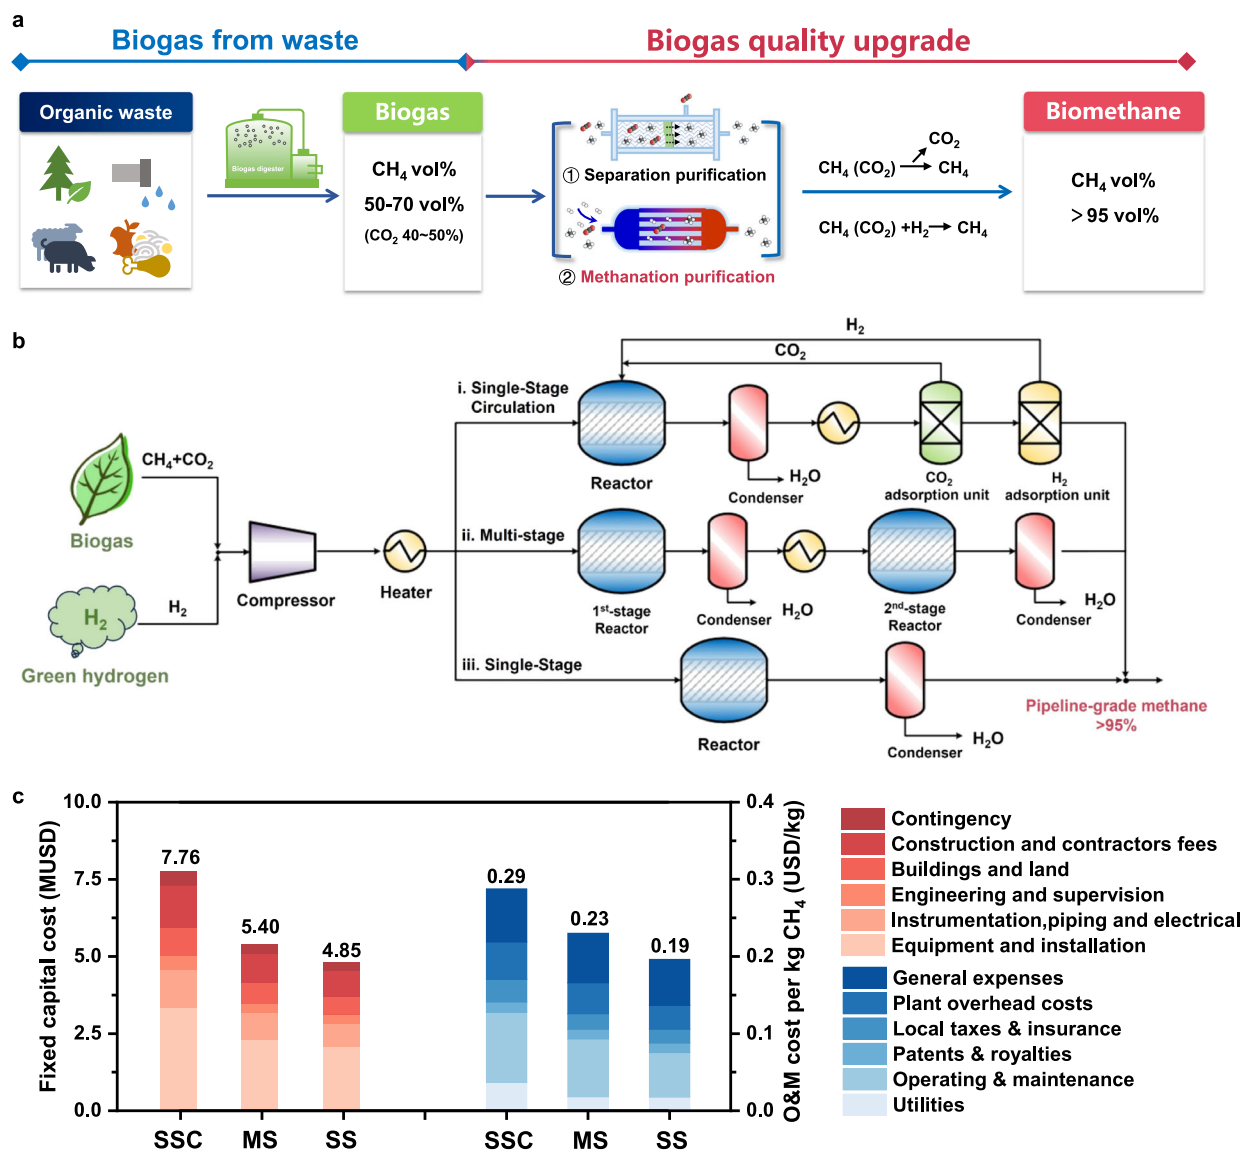 a
Biogas from waste
Biogas quality upgrade
Organic waste
Biogas digester
Biogas
CH₄ vol%
50-70 vol%
(CO₂ 40~50%)
① Separation purification
② Methanation purification
CO₂
CH₄ (CO₂) → CH₄
CH₄ (CO₂) +H₂→ CH₄
Biomethane
CH₄ vol%
＞95 vol%
b
H₂
CO₂
i. Single-Stage
Circulation
CH₄+CO₂
Biogas
H₂
H₂
Green hydrogen
Compressor
Heater
Reactor
H₂O
Condenser
CO₂
adsorption unit
H₂
adsorption unit
ii. Multi-stage
1ˢᵗ-stage
Reactor
H₂O
Condenser
2ⁿᵈ-stage
Reactor
H₂O
Condenser
iii. Single-Stage
Reactor
H₂O
Condenser
Pipeline-grade methane
>95%
c
Fixed capital cost (MUSD)
10.0
7.5
5.0
2.5
0.0
7.76
5.40
4.85
0.29
0.23
0.19
SSC
MS
SS
SSC
MS
SS
0.4
0.3
0.2
0.1
0.0
O&M cost per kg CH₄ (USD/kg)
Contingency
Construction and contractors fees
Buildings and land
Engineering and supervision
Instrumentation,piping and electrical
Equipment and installation
General expenses
Plant overhead costs
Local taxes & insurance
Patents & royalties
Operating & maintenance
Utilities